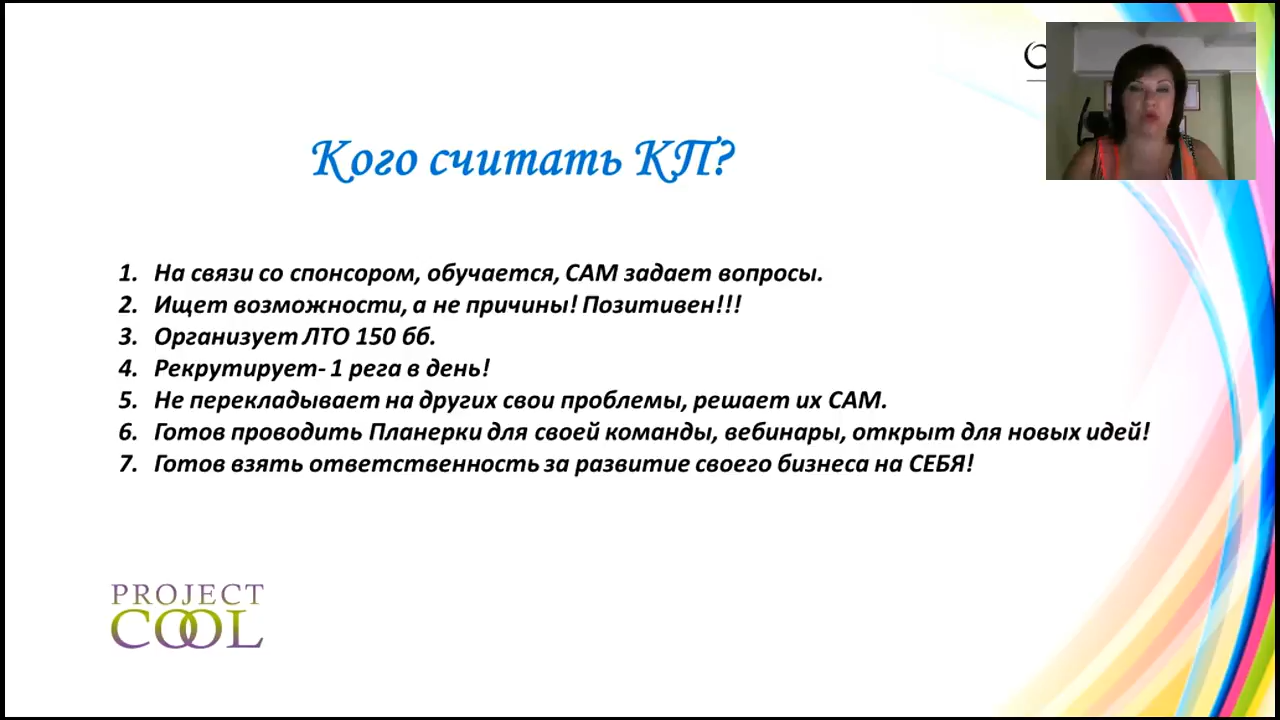 Кого считать КП?
1. На связи со спонсором, обучается, САМ задает вопросы.
2. Ищет возможности, а не причины! Позитивен!!!
3. Организует ЛТО 150 бб.
4. Рекрутирует- 1 рега в день!
5. Не перекладывает на других свои проблемы, решает их САМ.
6. Готов проводить Планерки для своей команды, вебинары, открыт для новых идей!
7. Готов взять ответственность за развитие своего бизнеса на СЕБЯ!
PROJECT
COOL